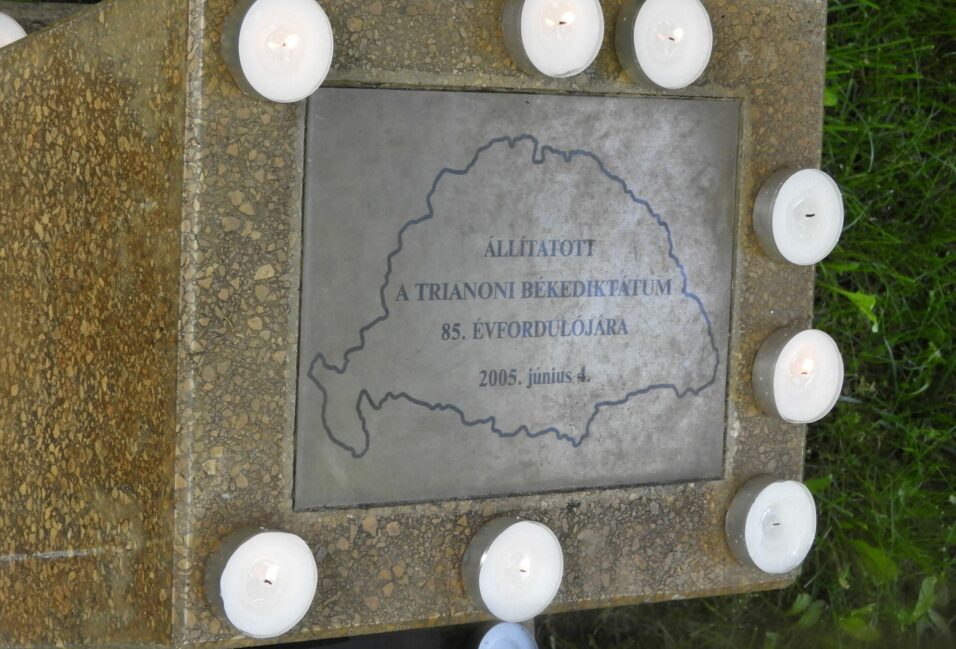 ÁLLÍTATOTT
A TRIANONI BÉKEDIKTÁTUM
85. ÉVFORDULÓJÁRA
2005. június 4.